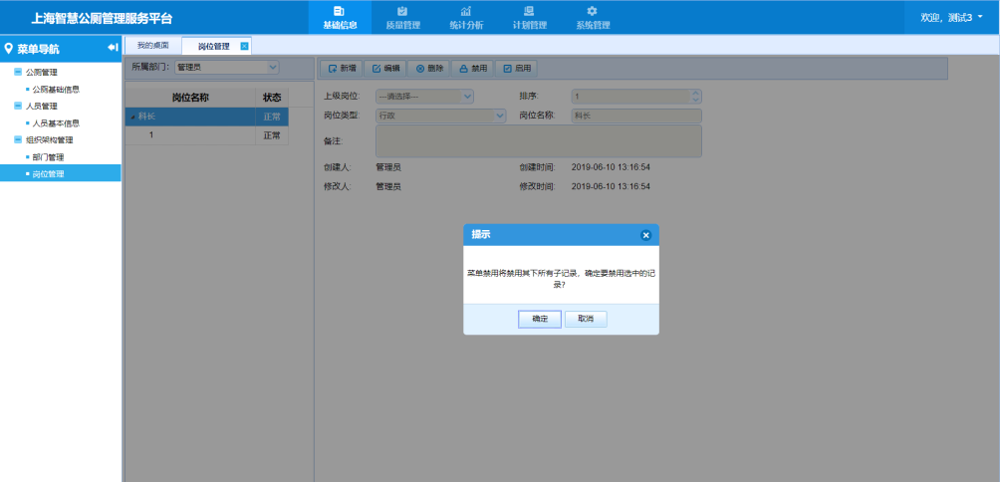 上海智慧公厕管理服务平台
基础信息 质量管理 统计分析 计划管理 系统管理
欢迎, 测试3
菜单导航
我的桌面 岗位管理
公厕管理
公厕基础信息
人员管理
人员基本信息
组织架构管理
部门管理
岗位管理
所属部门: 管理员
新增 编辑 删除 禁用 启用
岗位名称 状态
科长 正常
1 正常
上级岗位: ---请选择--- 排序: 1
岗位类型: 行政 岗位名称: 科长
备注:
创建人: 管理员 创建时间: 2019-06-10 13:16:54
修改人: 管理员 修改时间: 2019-06-10 13:16:54
提示
菜单禁用将禁用其下所有子记录，确定要禁用选中的记
录?
确定 取消